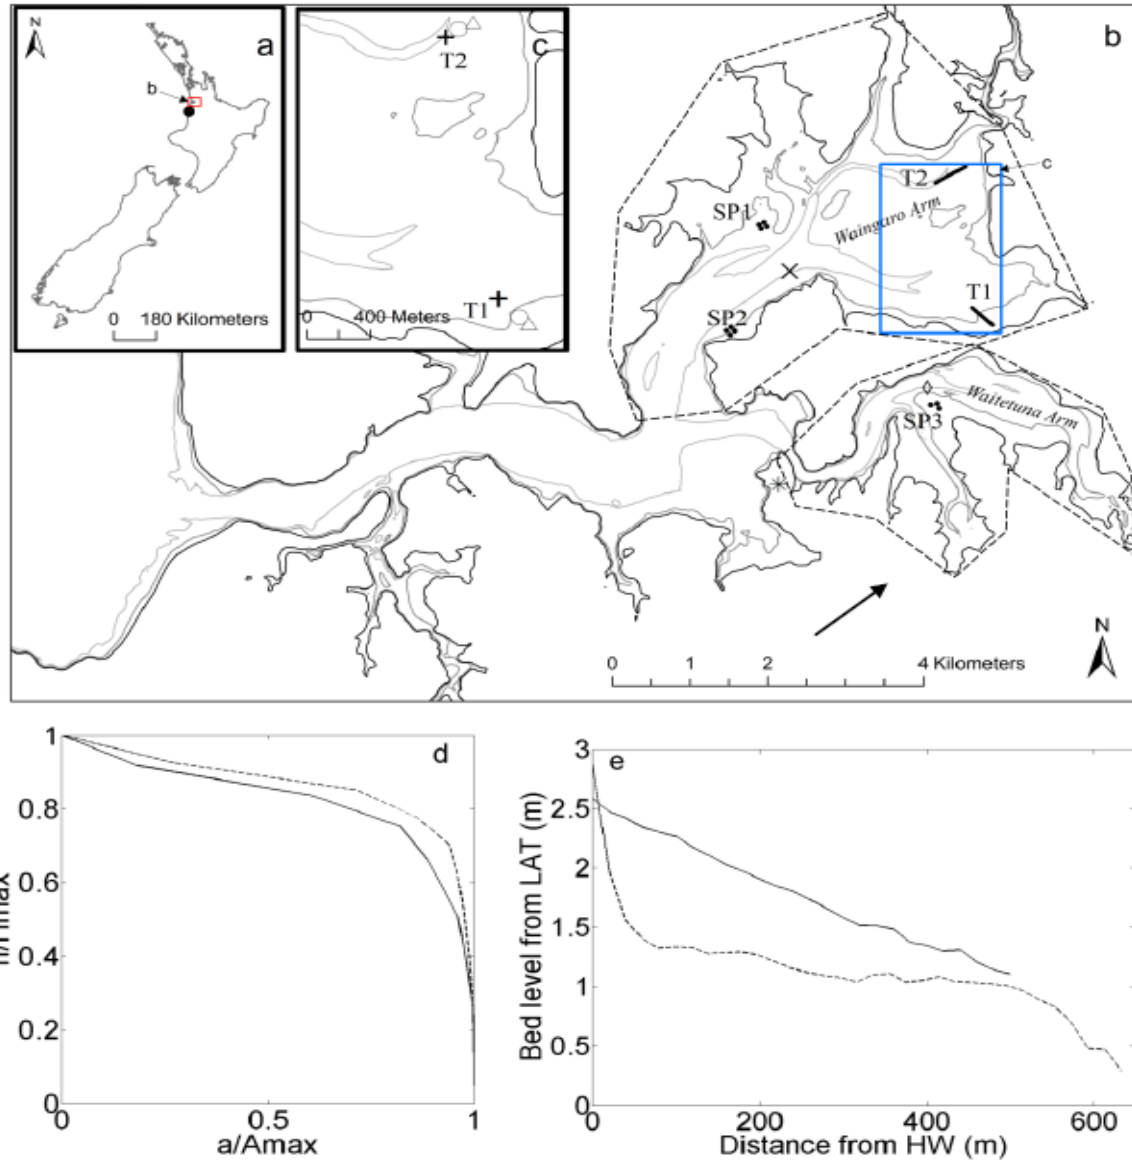 N
a
b
0 180 Kilometers
c
T2
T1
0 400 Meters
b
c
T2
SP1
Waingaro Arm
T1
SP2
Waitetuna Arm
SP3
N
0 1 2 4 Kilometers
d
1
0.8
0.6
0.4
0.2
0
0 0.5 1
a/Amax
e
3
2.5
2
1.5
1
0.5
0
Bed level from LAT (m)
0 200 400 600
Distance from HW (m)